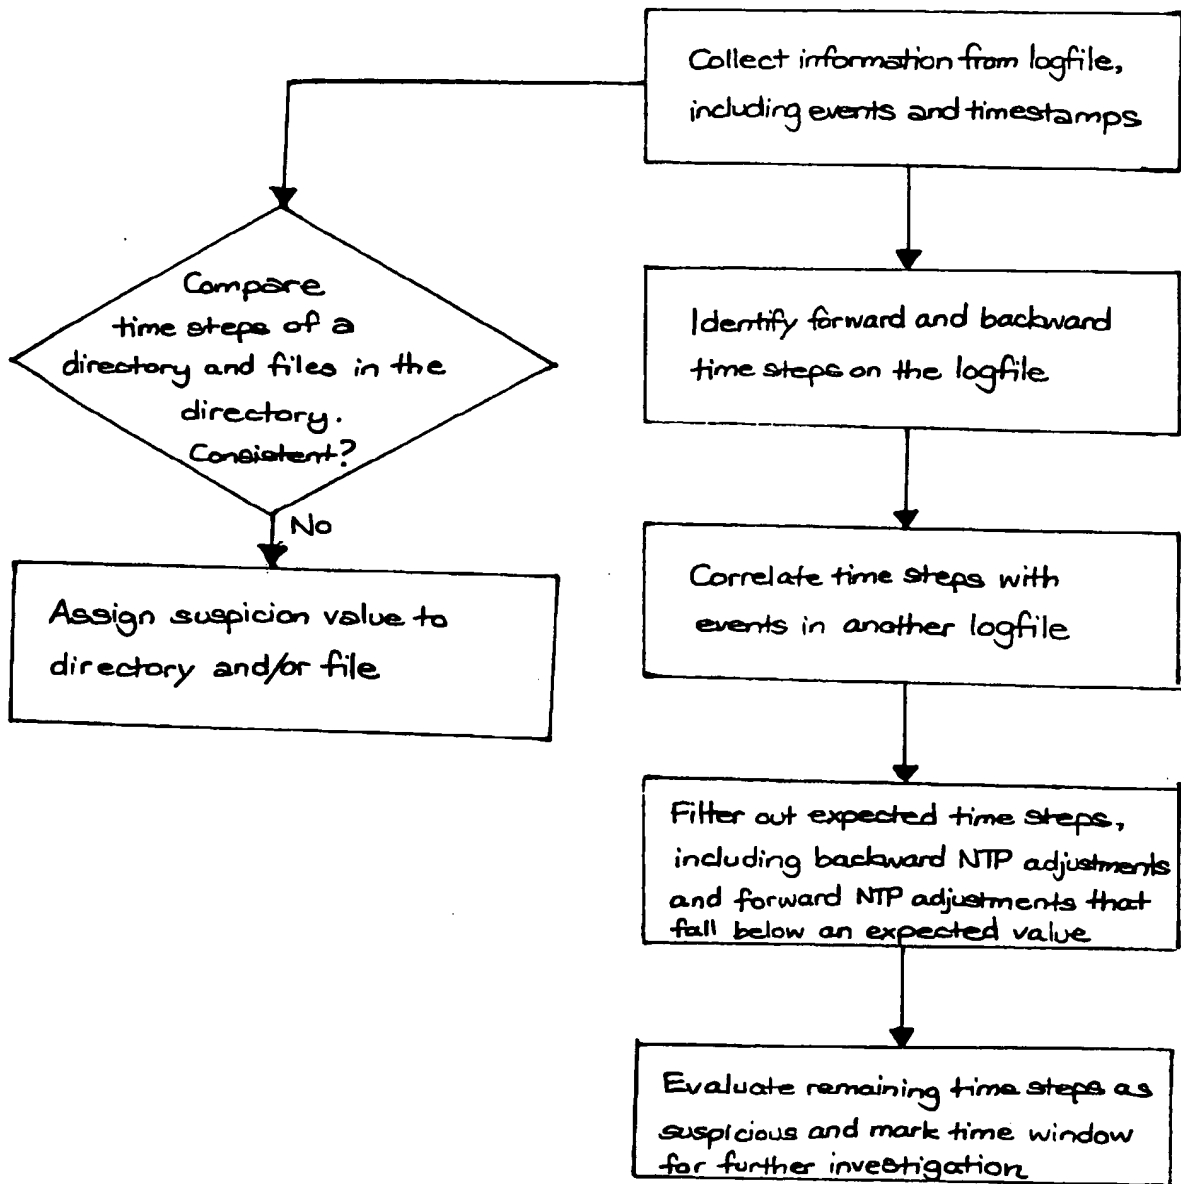 Collect information from logfile,
including events and timestamps
Compare
time steps of a
directory and files in the
directory.
Consistent?
No
Assign suspicion value to
directory and/or file
Identify forward and backward
time steps on the logfile
Correlate time steps with
events in another logfile
Filter out expected time steps,
including backward NTP adjustments
and forward NTP adjustments that
fall below an expected value
Evaluate remaining time steps as
suspicious and mark time window
for further investigation